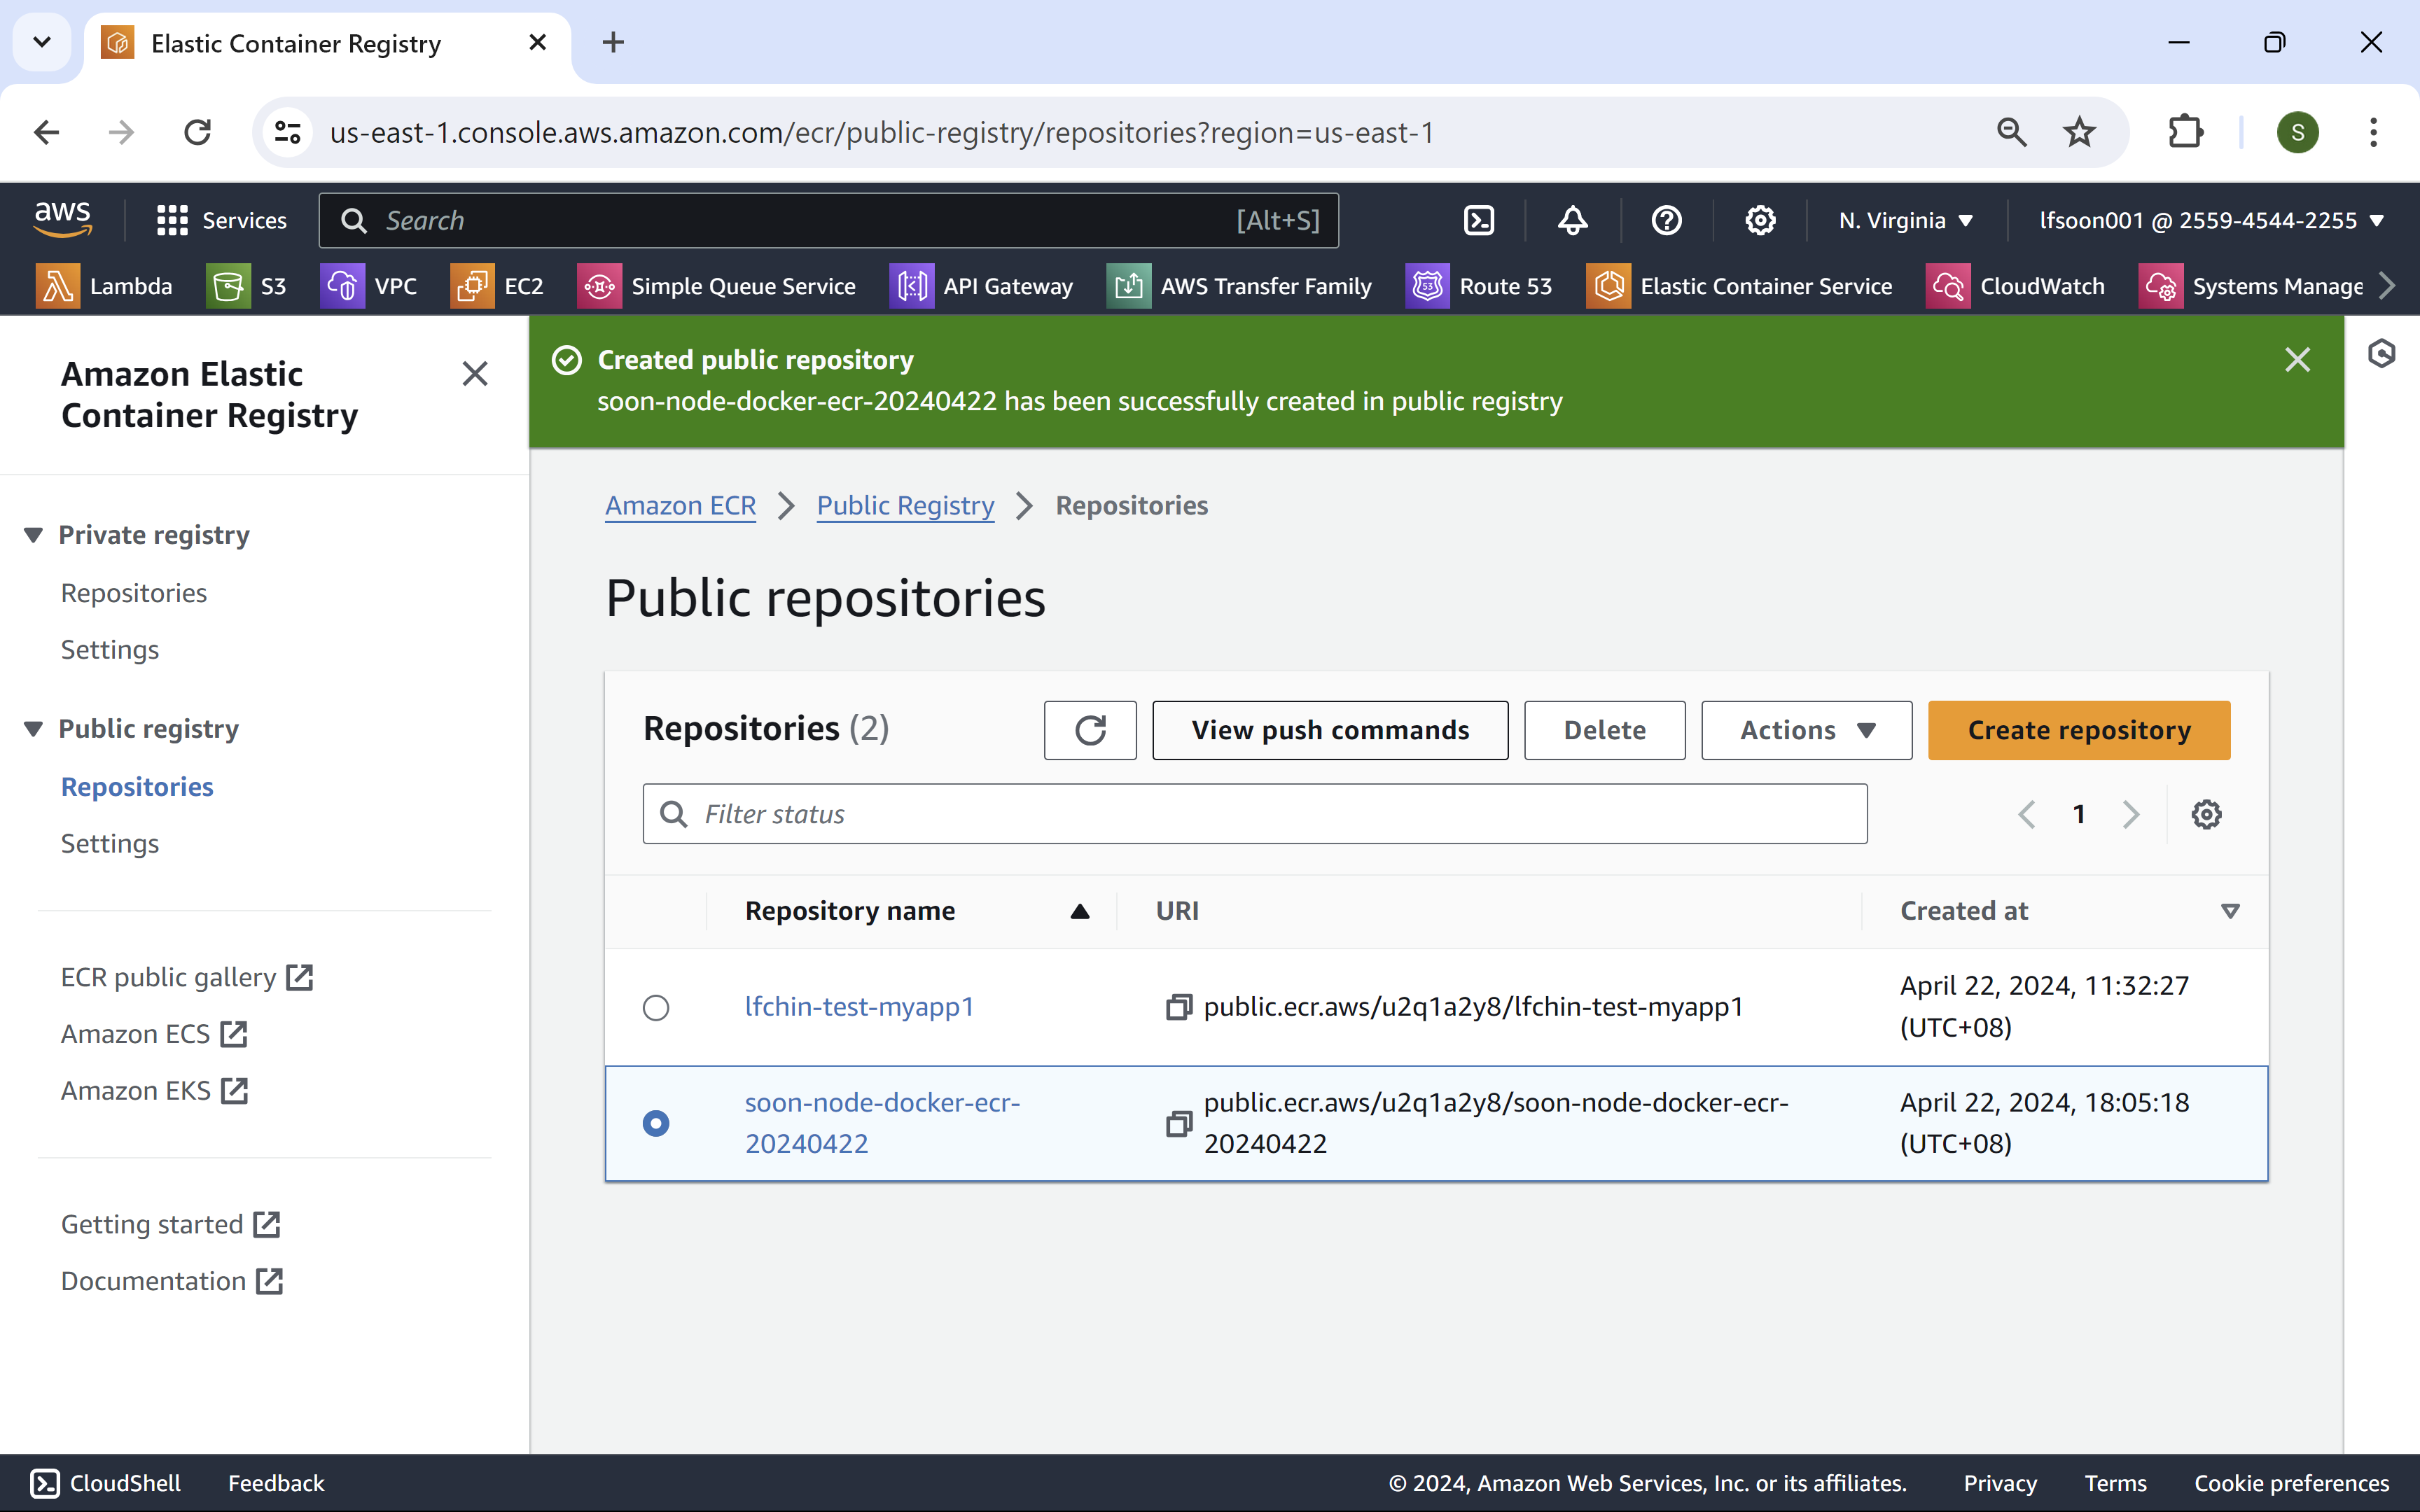 Elastic Container Registry
us-east-1.console.aws.amazon.com/ecr/public-registry/repositories?region=us-east-1
S
aws
Services
Search
[Alt+S]
N. Virginia
lfsoon001 @ 2559-4544-2255
Lambda
S3
VPC
EC2
Simple Queue Service
API Gateway
AWS Transfer Family
53
Route 53
Elastic Container Service
CloudWatch
Systems Manage
Amazon Elastic
Container Registry
Private registry
Repositories
Settings
Public registry
Repositories
Settings
ECR public gallery
Amazon ECS
Amazon EKS
Getting started
Documentation
Created public repository
soon-node-docker-ecr-20240422 has been successfully created in public registry
Amazon ECR
Public Registry
Repositories
Public repositories
Repositories (2)
View push commands
Delete
Actions
Create repository
Filter status
1
Repository name
URI
Created at
lfchin-test-myapp1
public.ecr.aws/u2q1a2y8/lfchin-test-myapp1
April 22, 2024, 11:32:27
(UTC+08)
soon-node-docker-ecr-
20240422
public.ecr.aws/u2q1a2y8/soon-node-docker-ecr-
20240422
April 22, 2024, 18:05:18
(UTC+08)
CloudShell
Feedback
© 2024, Amazon Web Services, Inc. or its affiliates.
Privacy
Terms
Cookie preferences